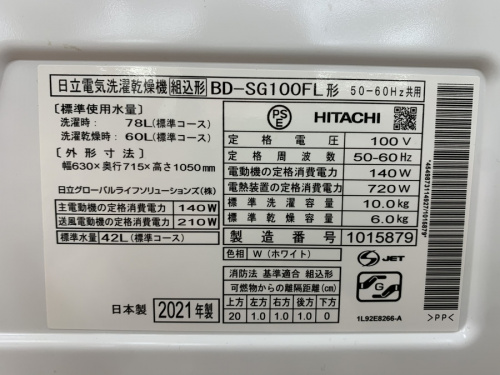 日立電気洗濯乾燥機 組込形 BD-SG100FL形 50-60Hz共用
[標準使用水量]
洗濯時: 78L(標準コース)
洗濯乾燥時: 60L(標準コース)
[外形寸法]
幅630×奥行715×高さ1050mm
日立グローバルライフソリューションズ(株)
主電動機の定格消費電力 140W
送風電動機の定格消費電力 210W
標準水量 42L(標準コース)
日本製 2021年製
PSE HITACHI
定格電圧 100V
定格周波数 50-60Hz
電動機の定格消費電力 140W
電熱装置の定格消費電力 720W
標準洗濯容量 10.0kg
標準乾燥容量 6.0kg
製造番号 1015879
色相 W(ホワイト)
消防法 基準適合 組込形
可燃物からの離隔距離(cm)
上方 左方 右方 後方 下方
20 1.0 1.0 1.0 0
S JET
G
1L92E8266-A
>PP<